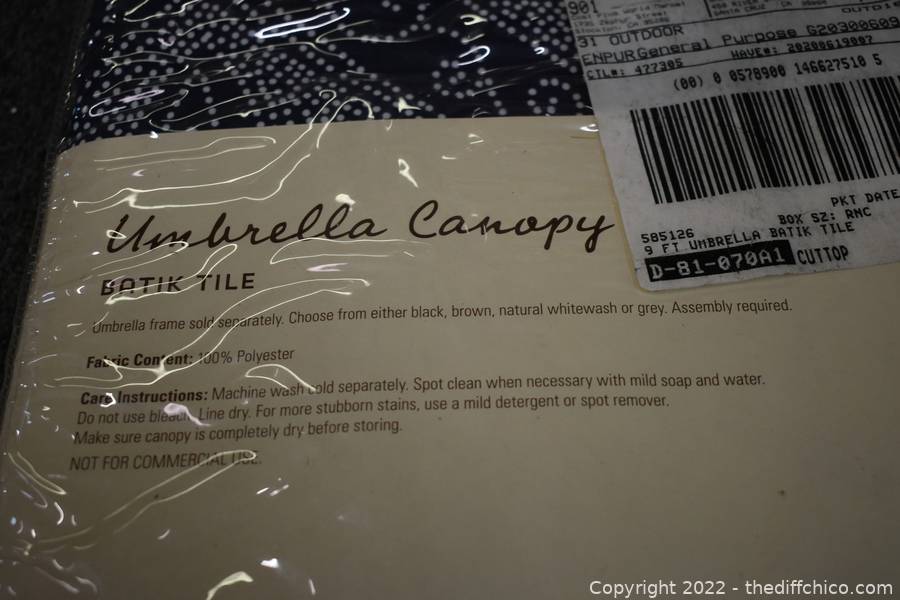 901
31 OUTDOOR
ENPURGeneral Purpose G20300609
CTL#: 477305 HAVE#: 20200619007
(00) 0 0578900 146627510 5
PKT DATE
BOX SZ: RMC
585126
9 FT UMBRELLA BATIK TILE
D-81-070A1 CUTTOP
Umbrella Canopy
BATIK TILE
Umbrella frame sold separately. Choose from either black, brown, natural whitewash or grey. Assembly required.
Fabric Content: 100% Polyester
Care Instructions: Machine wash cold separately. Spot clean when necessary with mild soap and water.
Do not use bleach. Line dry. For more stubborn stains, use a mild detergent or spot remover.
Make sure canopy is completely dry before storing.
NOT FOR COMMERCIAL USE.
Copyright 2022 - thediffchico.com